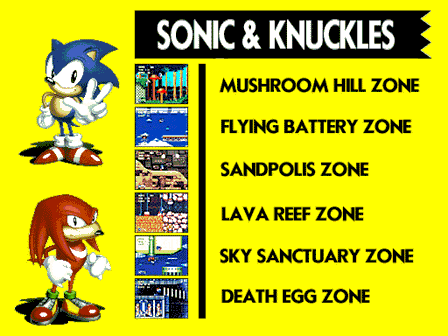 SONIC & KNUCKLES
MUSHROOM HILL ZONE
FLYING BATTERY ZONE
SANDPOLIS ZONE
LAVA REEF ZONE
SKY SANCTUARY ZONE
DEATH EGG ZONE